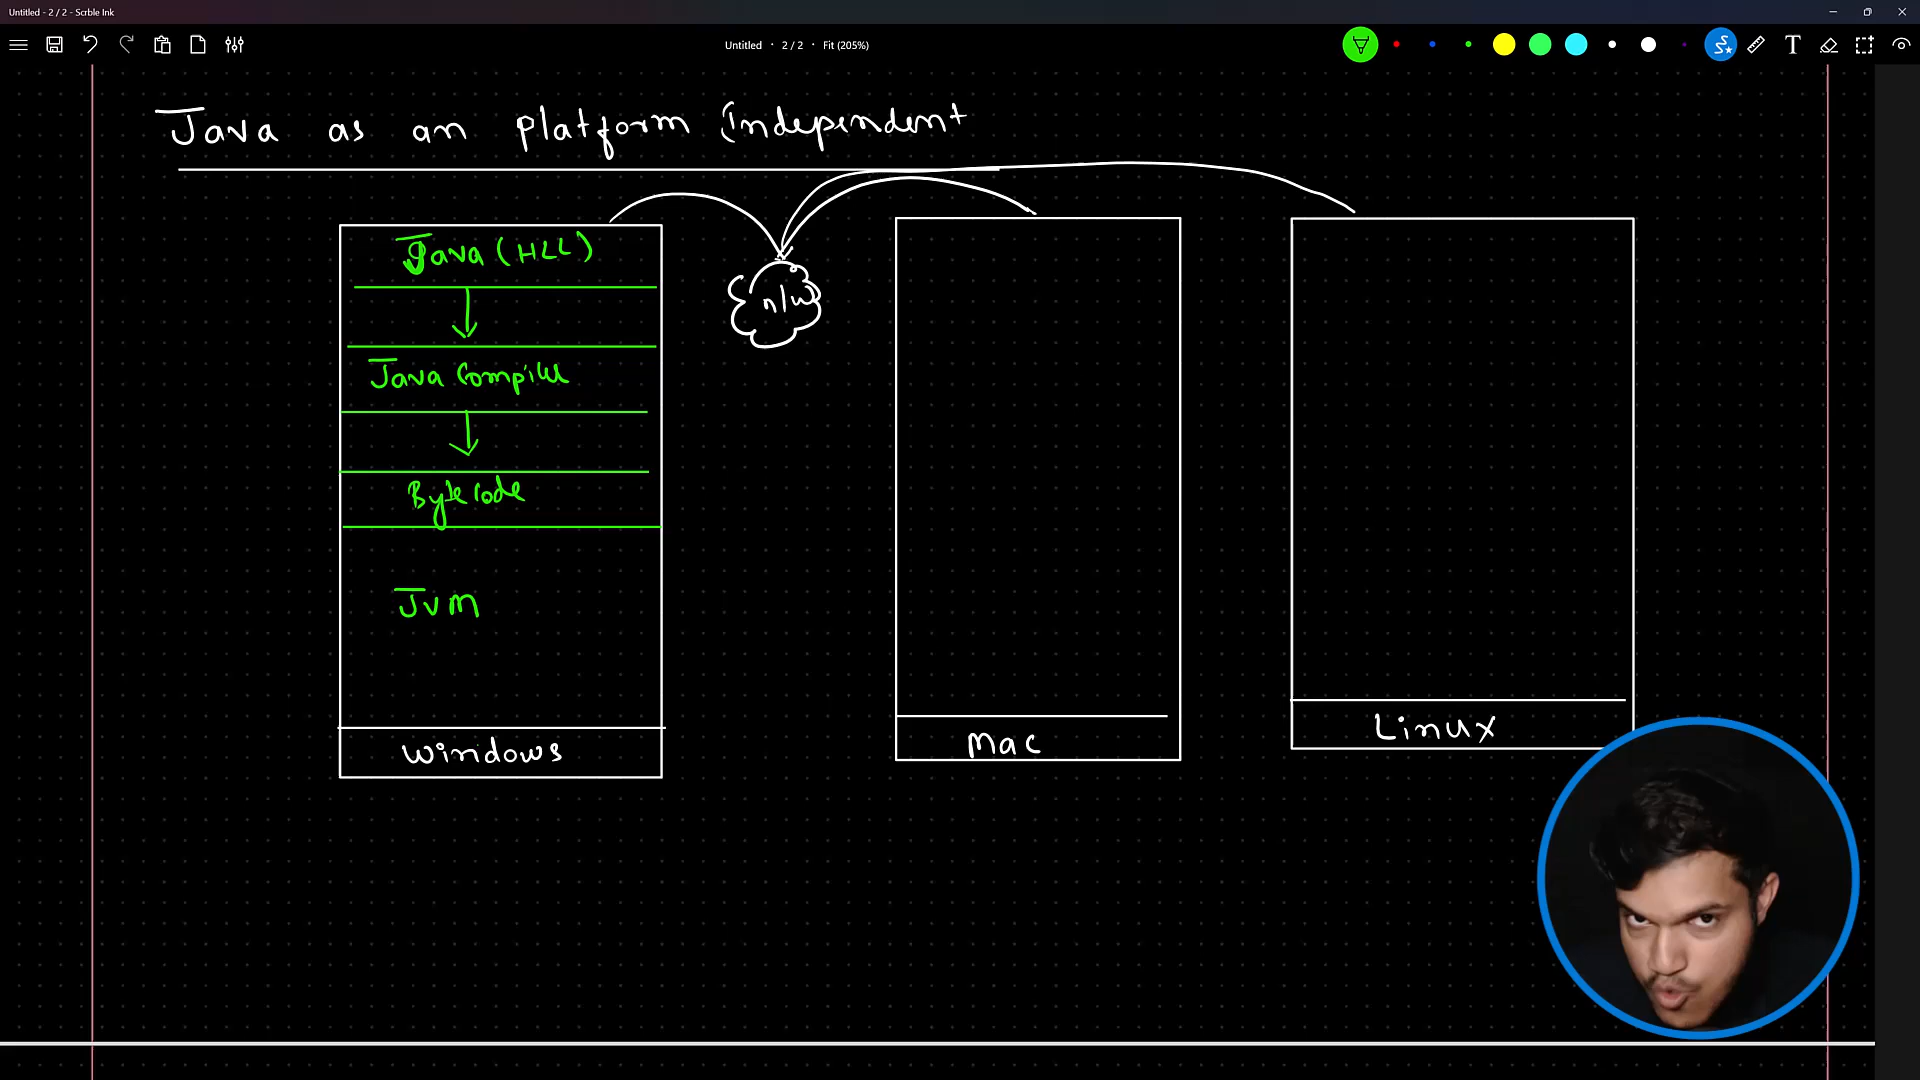 Untitled - 2 / 2 - Scrble Ink
Untitled • 2 / 2 • Fit (205%)
T
Java as an platform Independent
Java (HLL)
n/w
Java Compiler
Byte Code
Jvm
Linux
Mac
Windows